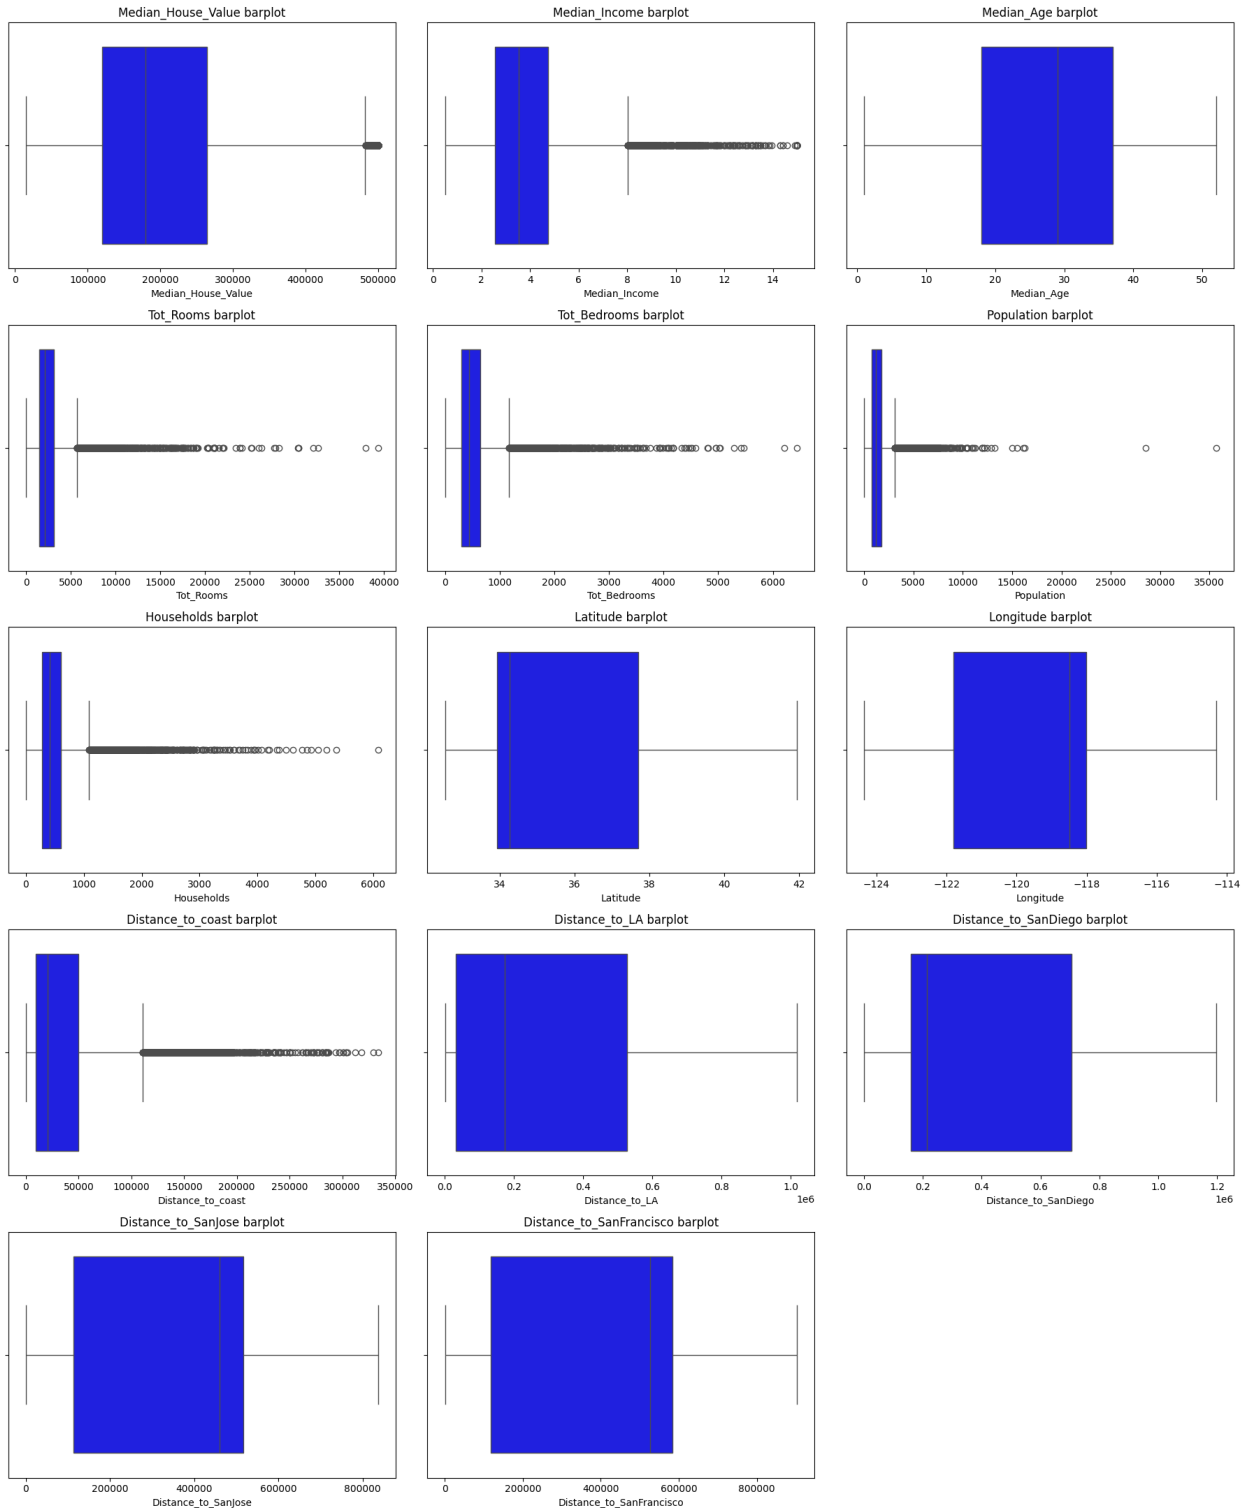 Median_House_Value barplot
0 100000 200000 300000 400000 500000
Median_House_Value
Median_Income barplot
0 2 4 6 8 10 12 14
Median_Income
Median_Age barplot
0 10 20 30 40 50
Median_Age
Tot_Rooms barplot
0 5000 10000 15000 20000 25000 30000 35000 40000
Tot_Rooms
Tot_Bedrooms barplot
0 1000 2000 3000 4000 5000 6000
Tot_Bedrooms
Population barplot
0 5000 10000 15000 20000 25000 30000 35000
Population
Households barplot
0 1000 2000 3000 4000 5000 6000
Households
Latitude barplot
34 36 38 40 42
Latitude
Longitude barplot
−124 −122 −120 −118 −116 −114
Longitude
Distance_to_coast barplot
0 50000 100000 150000 200000 250000 300000 350000
Distance_to_coast
Distance_to_LA barplot
0.0 0.2 0.4 0.6 0.8 1.0
1e6
Distance_to_LA
Distance_to_SanDiego barplot
0.0 0.2 0.4 0.6 0.8 1.0 1.2
1e6
Distance_to_SanDiego
Distance_to_SanJose barplot
0 200000 400000 600000 800000
Distance_to_SanJose
Distance_to_SanFrancisco barplot
0 200000 400000 600000 800000
Distance_to_SanFrancisco